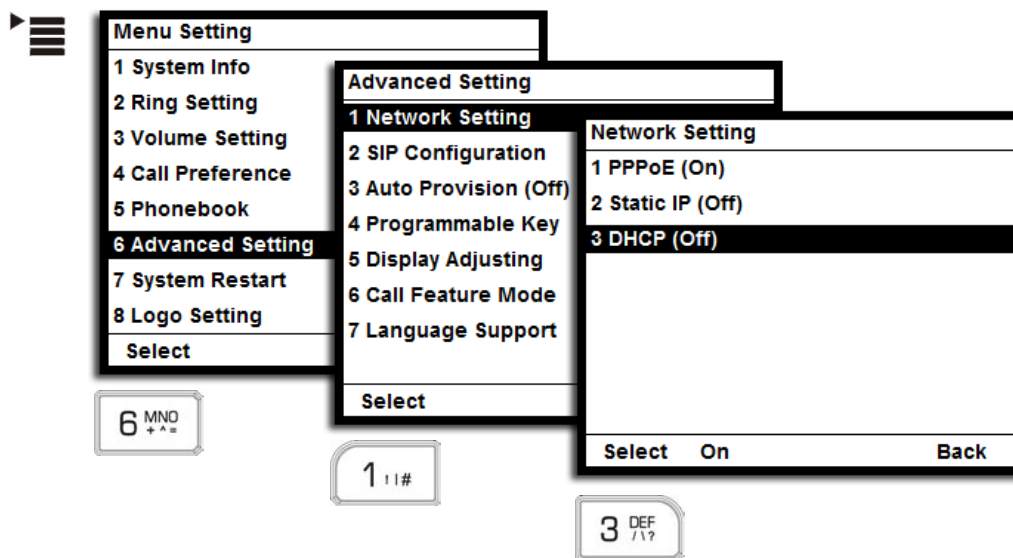 Menu Setting
1 System Info
2 Ring Setting
3 Volume Setting
4 Call Preference
5 Phonebook
6 Advanced Setting
7 System Restart
8 Logo Setting
Select
Advanced Setting
1 Network Setting
2 SIP Configuration
3 Auto Provision (Off)
4 Programmable Key
5 Display Adjusting
6 Call Feature Mode
7 Language Support
Select
Network Setting
1 PPPoE (On)
2 Static IP (Off)
3 DHCP (Off)
Select On Back
6 MNO
+ ^ =
1 ! | #
3 DEF
/ \ ?